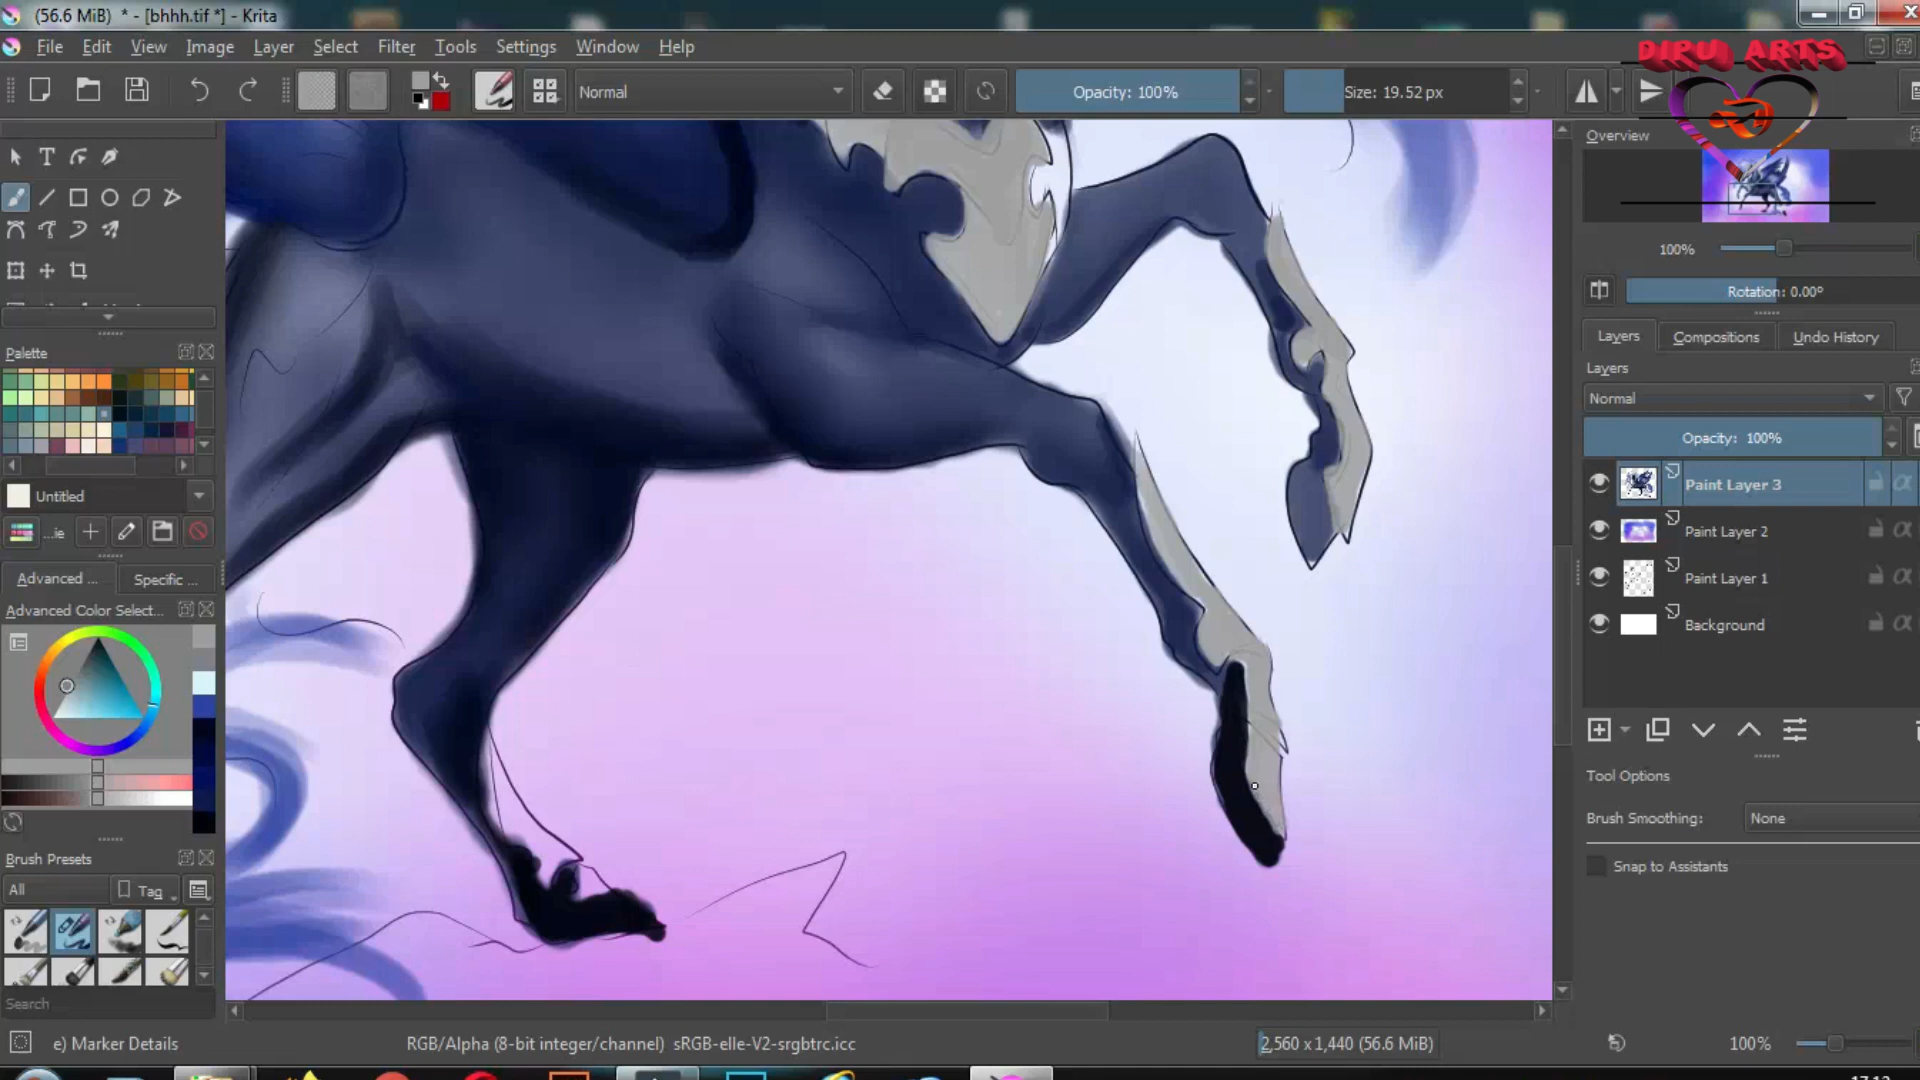 (56.6 MiB)  * - [bhhh.tif *] - Krita
File Edit View Image Layer Select Filter Tools Settings Window Help
DIRU ARTS
Normal
Opacity: 100%
Size: 19.52 px
Overview
100%
Rotation: 0.00°
Layers Compositions Undo History
Layers
Normal
Opacity: 100%
Paint Layer 3
Paint Layer 2
Paint Layer 1
Background
Tool Options
Brush Smoothing: None
Snap to Assistants
Palette
Untitled
...ie
Advanced ... Specific ...
Advanced Color Select...
Brush Presets
All
Tag
Search
e) Marker Details
RGB/Alpha (8-bit integer/channel) sRGB-elle-V2-srgbtrc.icc
2,560 x 1,440 (56.6 MiB)
100%